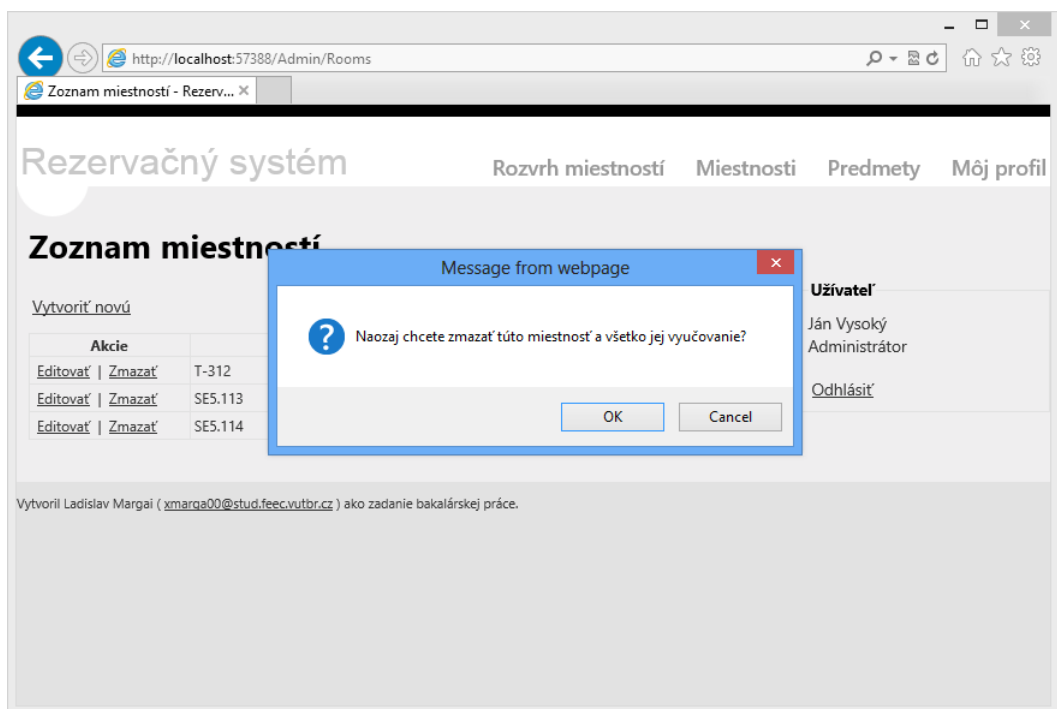 http://localhost:57388/Admin/Rooms
Zoznam miestností - Rezerv...
Rezervačný systém
Rozvrh miestností Miestnosti Predmety Môj profil
Zoznam miestností
Message from webpage
Naozaj chcete zmazať túto miestnosť a všetko jej vyučovanie?
OK Cancel
Vytvoriť novú
Akcie
Editovať | Zmazať T-312
Editovať | Zmazať SE5.113
Editovať | Zmazať SE5.114
Užívateľ
Ján Vysoký
Administrátor
Odhlásiť
Vytvoril Ladislav Margai ( xmarga00@stud.feec.vutbr.cz ) ako zadanie bakalárskej práce.